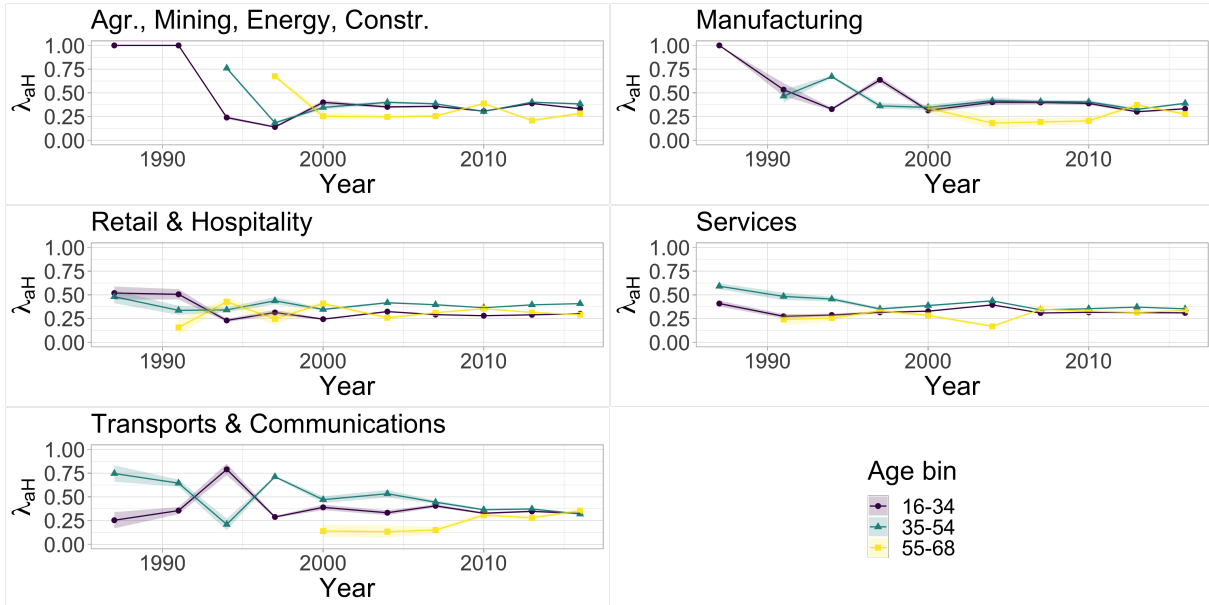 Agr., Mining, Energy, Constr.
1.00
0.75
0.50
0.25
0.00
λaH
1990 2000 2010
Year
Manufacturing
1.00
0.75
0.50
0.25
0.00
λaH
1990 2000 2010
Year
Retail & Hospitality
1.00
0.75
0.50
0.25
0.00
λaH
1990 2000 2010
Year
Services
1.00
0.75
0.50
0.25
0.00
λaH
1990 2000 2010
Year
Transports & Communications
1.00
0.75
0.50
0.25
0.00
λaH
1990 2000 2010
Year
Age bin
16-34
35-54
55-68